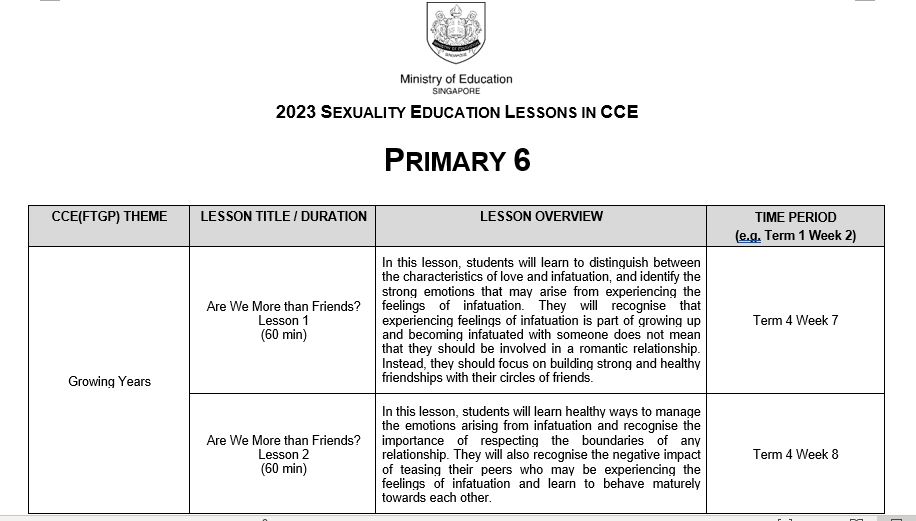 Ministry of Education
SINGAPORE
2023 SEXUALITY EDUCATION LESSONS IN CCE
PRIMARY 6
CCE(FTGP) THEME
LESSON TITLE / DURATION
LESSON OVERVIEW
TIME PERIOD
(e.g. Term 1 Week 2)
Growing Years
Are We More than Friends?
Lesson 1
(60 min)
In this lesson, students will learn to distinguish between
the characteristics of love and infatuation, and identify the
strong emotions that may arise from experiencing the
feelings of infatuation. They will recognise that
experiencing feelings of infatuation is part of growing up
and becoming infatuated with someone does not mean
that they should be involved in a romantic relationship.
Instead, they should focus on building strong and healthy
friendships with their circles of friends.
Term 4 Week 7
Are We More than Friends?
Lesson 2
(60 min)
In this lesson, students will learn healthy ways to manage
the emotions arising from infatuation and recognise the
importance of respecting the boundaries of any
relationship. They will also recognise the negative impact
of teasing their peers who may be experiencing the
feelings of infatuation and learn to behave maturely
towards each other.
Term 4 Week 8